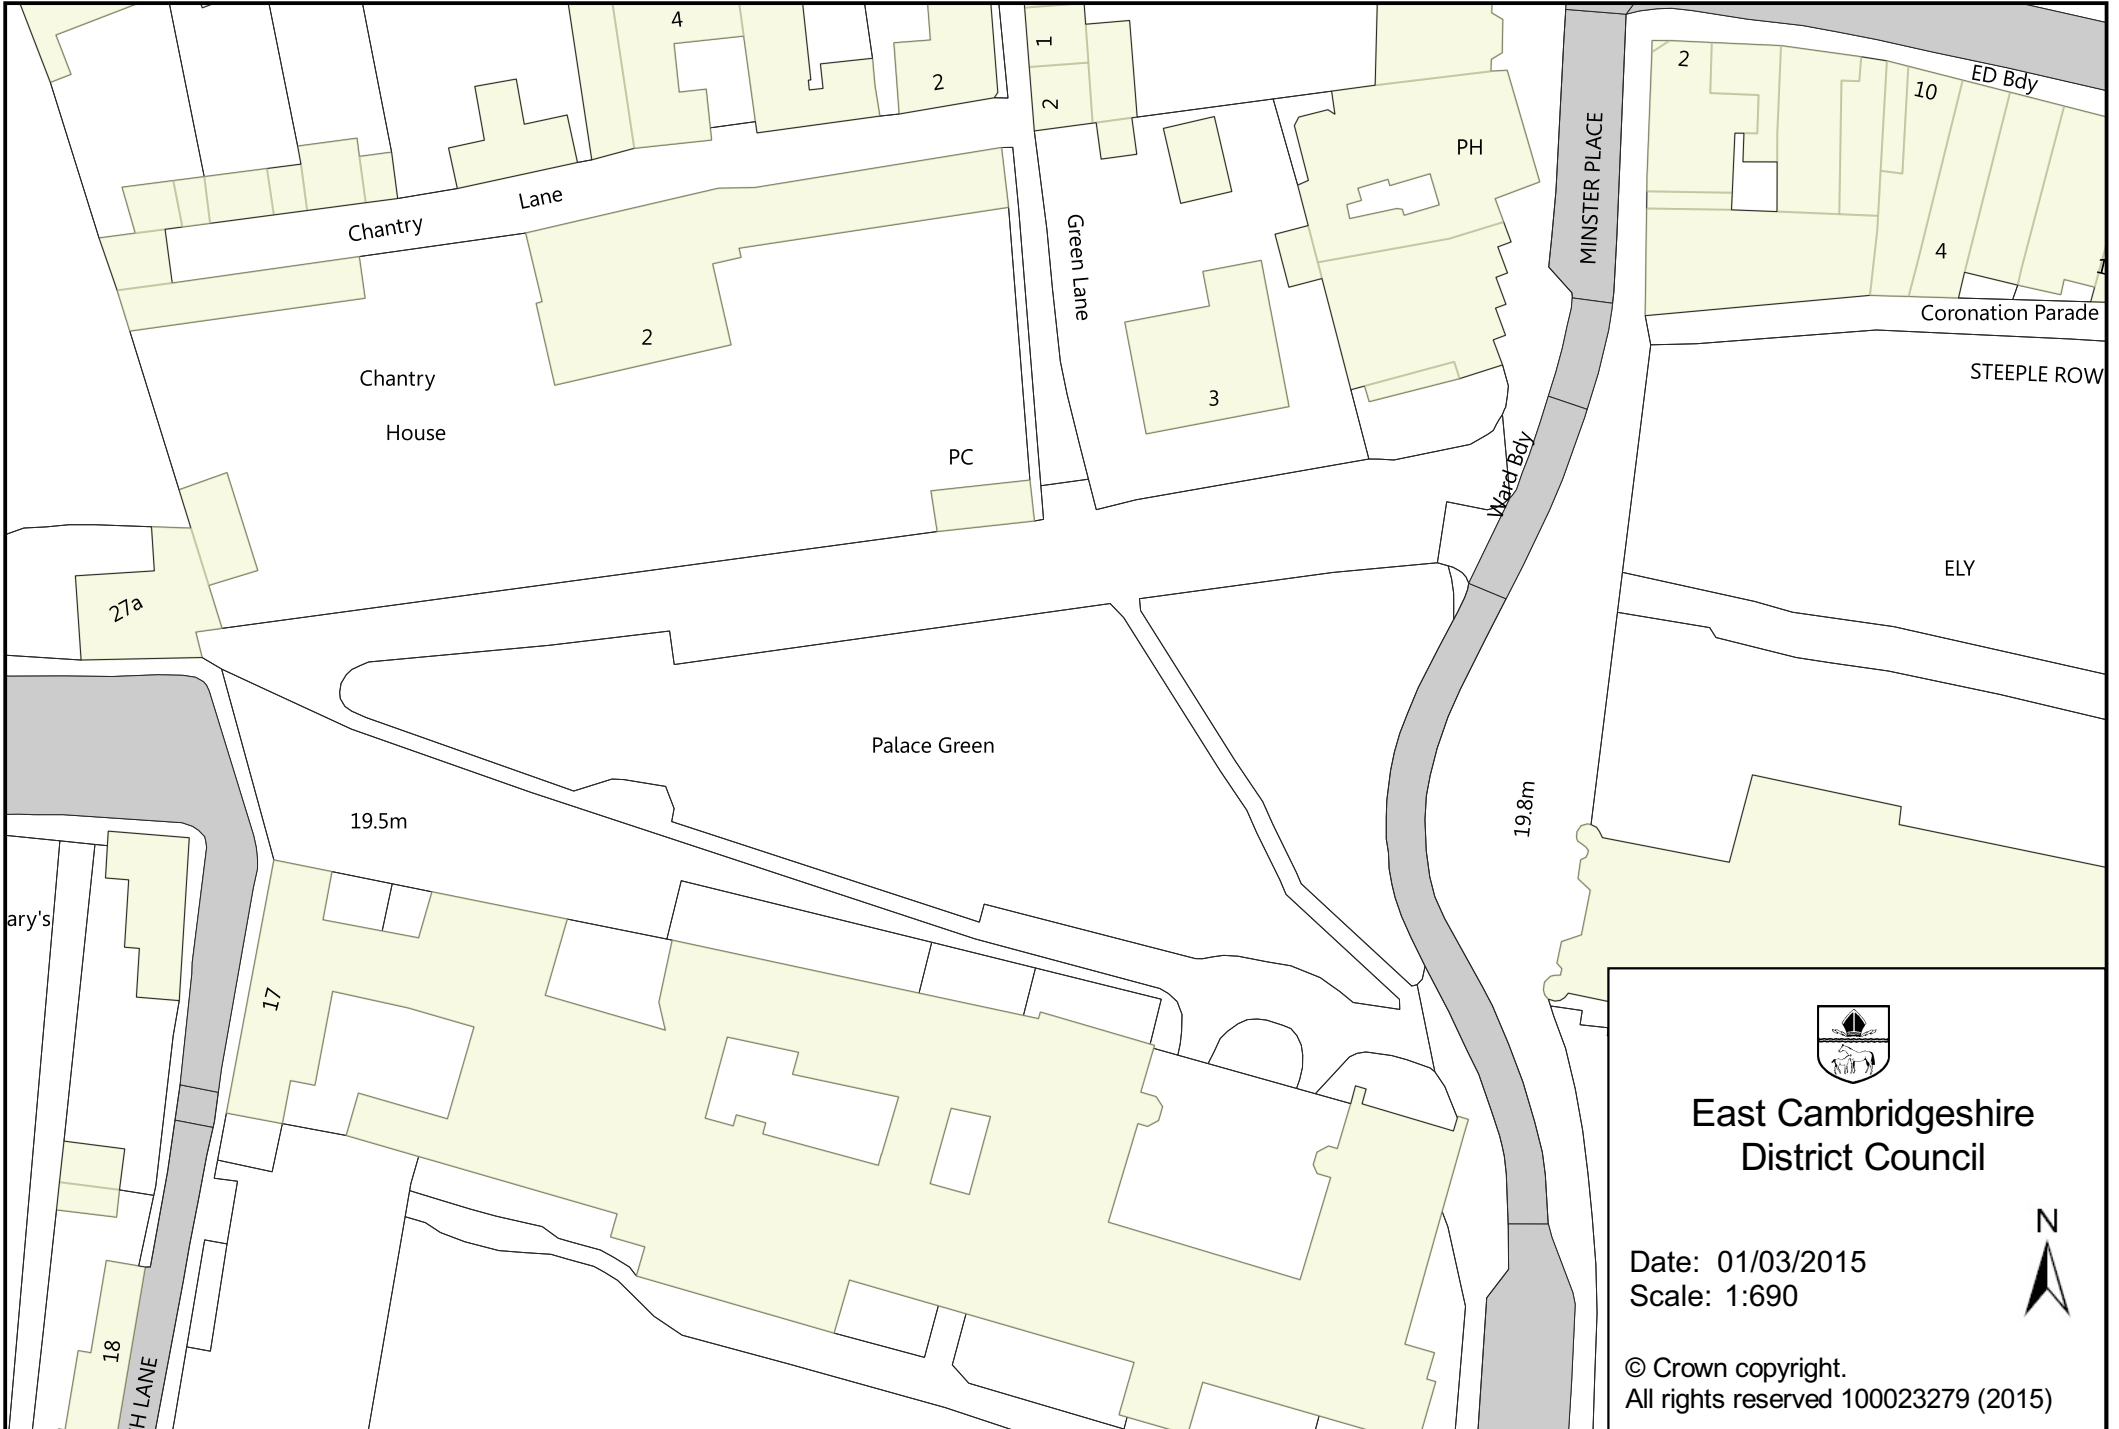 4
2
1
2
PH
MINSTER PLACE
2
10
ED Bdy
4
Coronation Parade
STEEPLE ROW
Chantry
Lane
Green Lane
2
3
Chantry
House
PC
Ward Bdy
ELY
27a
Palace Green
19.5m
19.8m
ary's
17
18
H LANE
East Cambridgeshire
District Council
N
Date: 01/03/2015
Scale: 1:690
© Crown copyright.
All rights reserved 100023279 (2015)